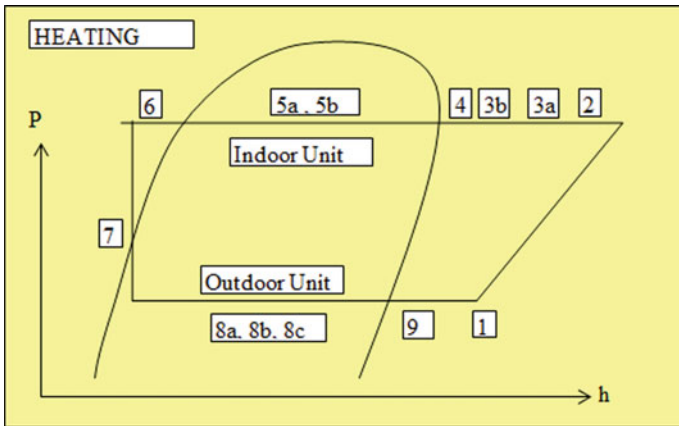 HEATING
6
5a , 5b
4
3b
3a
2
P
Indoor Unit
7
Outdoor Unit
8a, 8b, 8c
9
1
h